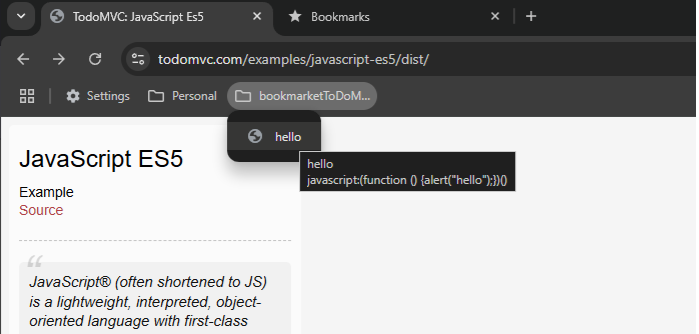 TodoMVC: JavaScript Es5
Bookmarks
todomvc.com/examples/javascript-es5/dist/
Settings
Personal
bookmarketToDoM...
hello
hello
javascript:(function () {alert("hello");})()
JavaScript ES5
Example
Source
“
JavaScript® (often shortened to JS)
is a lightweight, interpreted, object-
oriented language with first-class